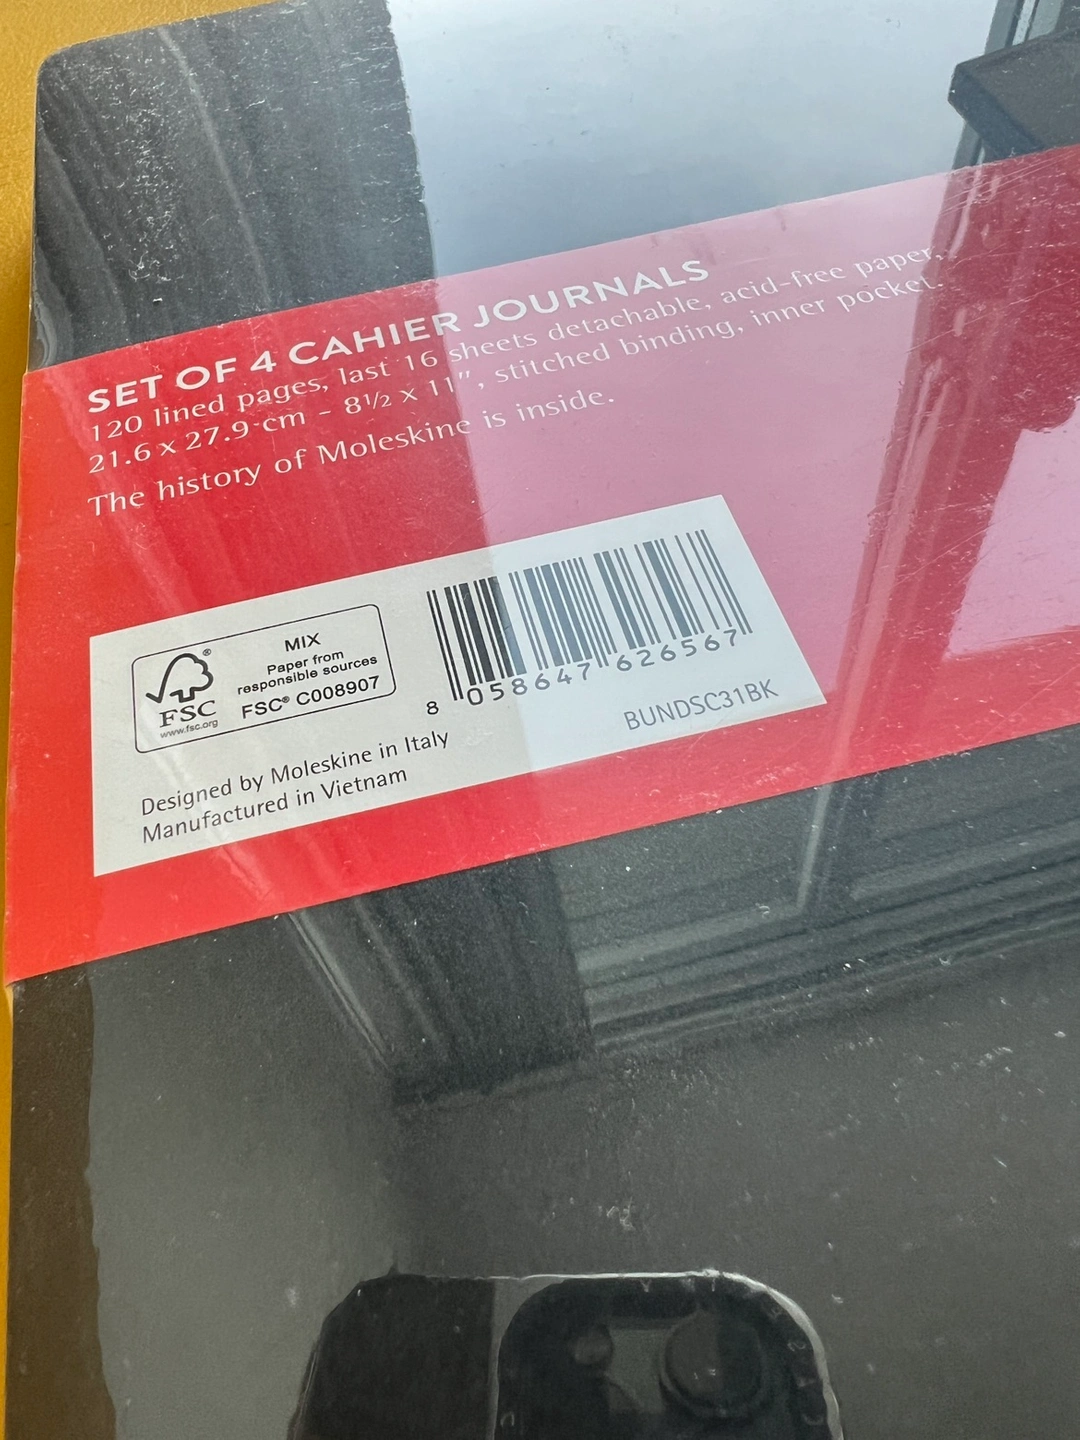 SET OF 4 CAHIER JOURNALS
120 lined pages, last 16 sheets detachable, acid-free paper,
21.6 x 27.9 cm - 8½ x 11", stitched binding, inner pocket.
The history of Moleskine is inside.
FSC®
www.fsc.org
MIX
Paper from
responsible sources
FSC® C008907
8 058647 626567
BUNDSC31BK
Designed by Moleskine in Italy
Manufactured in Vietnam